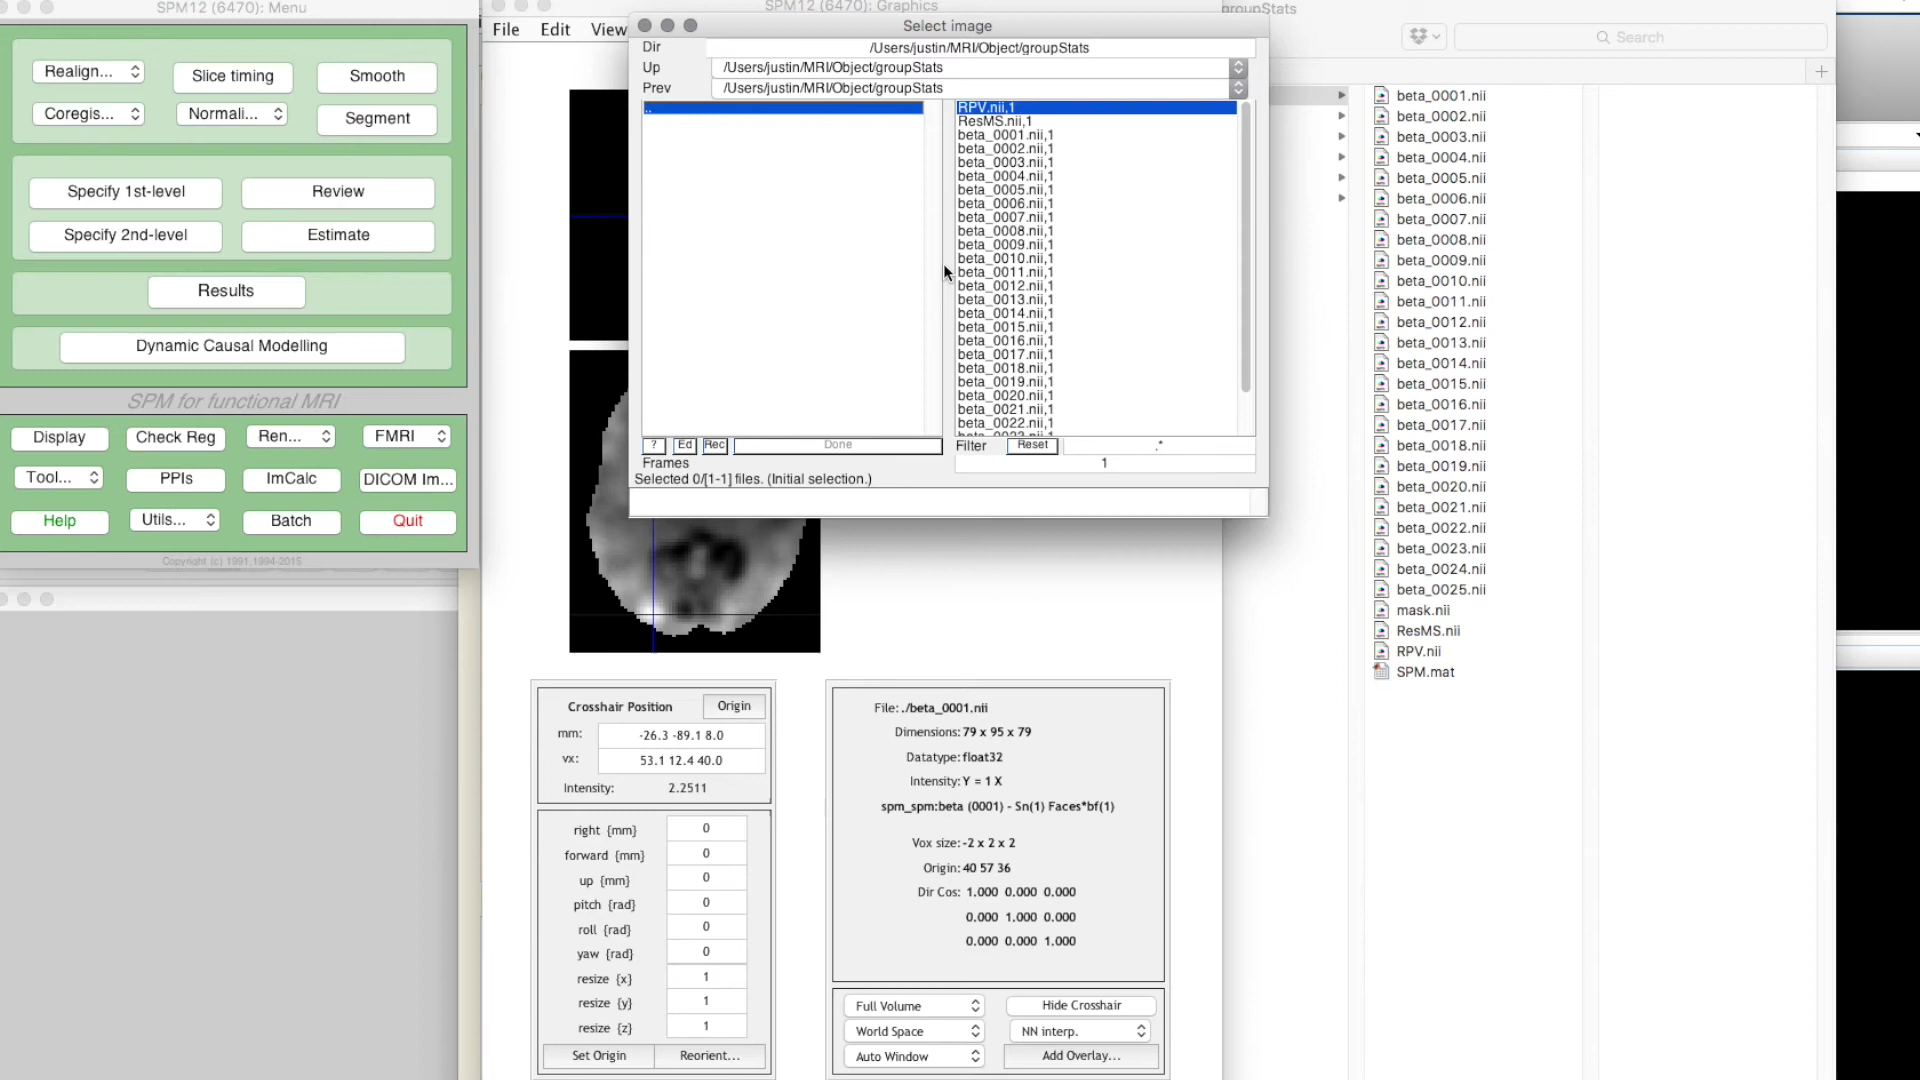 SPM12 (6470): Menu
Realign...
Slice timing
Smooth
Coregis...
Normali...
Segment
Specify 1st-level
Review
Specify 2nd-level
Estimate
Results
Dynamic Causal Modelling
SPM for functional MRI
Display
Check Reg
Ren...
FMRI
Tool...
PPIs
ImCalc
DICOM Im...
Help
Utils...
Batch
Quit
Copyright (c) 1991,1994-2015
SPM12 (6470): Graphics
File Edit View
Select image
Dir /Users/justin/MRI/Object/groupStats
Up /Users/justin/MRI/Object/groupStats
Prev /Users/justin/MRI/Object/groupStats
..
RPV.nii,1
ResMS.nii,1
beta_0001.nii,1
beta_0002.nii,1
beta_0003.nii,1
beta_0004.nii,1
beta_0005.nii,1
beta_0006.nii,1
beta_0007.nii,1
beta_0008.nii,1
beta_0009.nii,1
beta_0010.nii,1
beta_0011.nii,1
beta_0012.nii,1
beta_0013.nii,1
beta_0014.nii,1
beta_0015.nii,1
beta_0016.nii,1
beta_0017.nii,1
beta_0018.nii,1
beta_0019.nii,1
beta_0020.nii,1
beta_0021.nii,1
beta_0022.nii,1
? Ed Rec Done
Filter Reset .*
Frames 1
Selected 0/[1-1] files. (Initial selection.)
Crosshair Position Origin
mm: -26.3 -89.1 8.0
vx: 53.1 12.4 40.0
Intensity: 2.2511
right {mm} 0
forward {mm} 0
up {mm} 0
pitch {rad} 0
roll {rad} 0
yaw {rad} 0
resize {x} 1
resize {y} 1
resize {z} 1
Set Origin Reorient...
File: ./beta_0001.nii
Dimensions: 79 x 95 x 79
Datatype: float32
Intensity: Y = 1 X
spm_spm:beta (0001) - Sn(1) Faces*bf(1)
Vox size: -2 x 2 x 2
Origin: 40 57 36
Dir Cos: 1.000 0.000 0.000
0.000 1.000 0.000
0.000 0.000 1.000
Full Volume
Hide Crosshair
World Space
NN interp.
Auto Window
Add Overlay...
groupStats
Search
beta_0001.nii
beta_0002.nii
beta_0003.nii
beta_0004.nii
beta_0005.nii
beta_0006.nii
beta_0007.nii
beta_0008.nii
beta_0009.nii
beta_0010.nii
beta_0011.nii
beta_0012.nii
beta_0013.nii
beta_0014.nii
beta_0015.nii
beta_0016.nii
beta_0017.nii
beta_0018.nii
beta_0019.nii
beta_0020.nii
beta_0021.nii
beta_0022.nii
beta_0023.nii
beta_0024.nii
beta_0025.nii
mask.nii
ResMS.nii
RPV.nii
SPM.mat